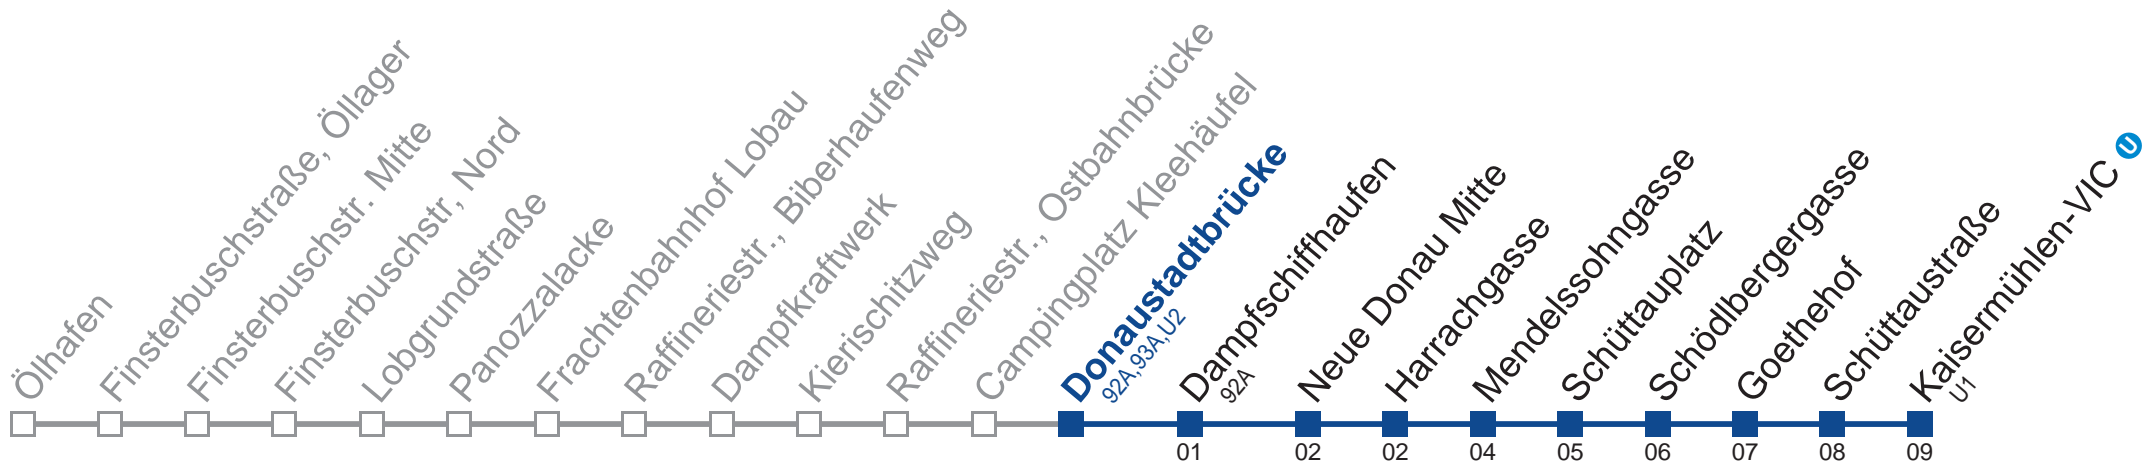 Ölhafen
Finsterbuschstraße, Öllager
Finsterbuschstr. Mitte
Finsterbuschstr, Nord
Lobgrundstraße
Panozzalacke
Frachtenbahnhof Lobau
Raffineriestr., Biberhaufenweg
Dampfkraftwerk
Kierischitzweg
Raffineriestr., Ostbahnbrücke
Campingplatz Kleehäufel
Donaustadtbrücke
92A,93A,U2
Dampfschiffhaufen
92A
Neue Donau Mitte
Harrachgasse
Mendelssohngasse
Schüttauplatz
Schödlbergergasse
Goethehof
Schüttaustraße
Kaisermühlen-VIC U
U1
01 02 02 04 05 06 07 08 09